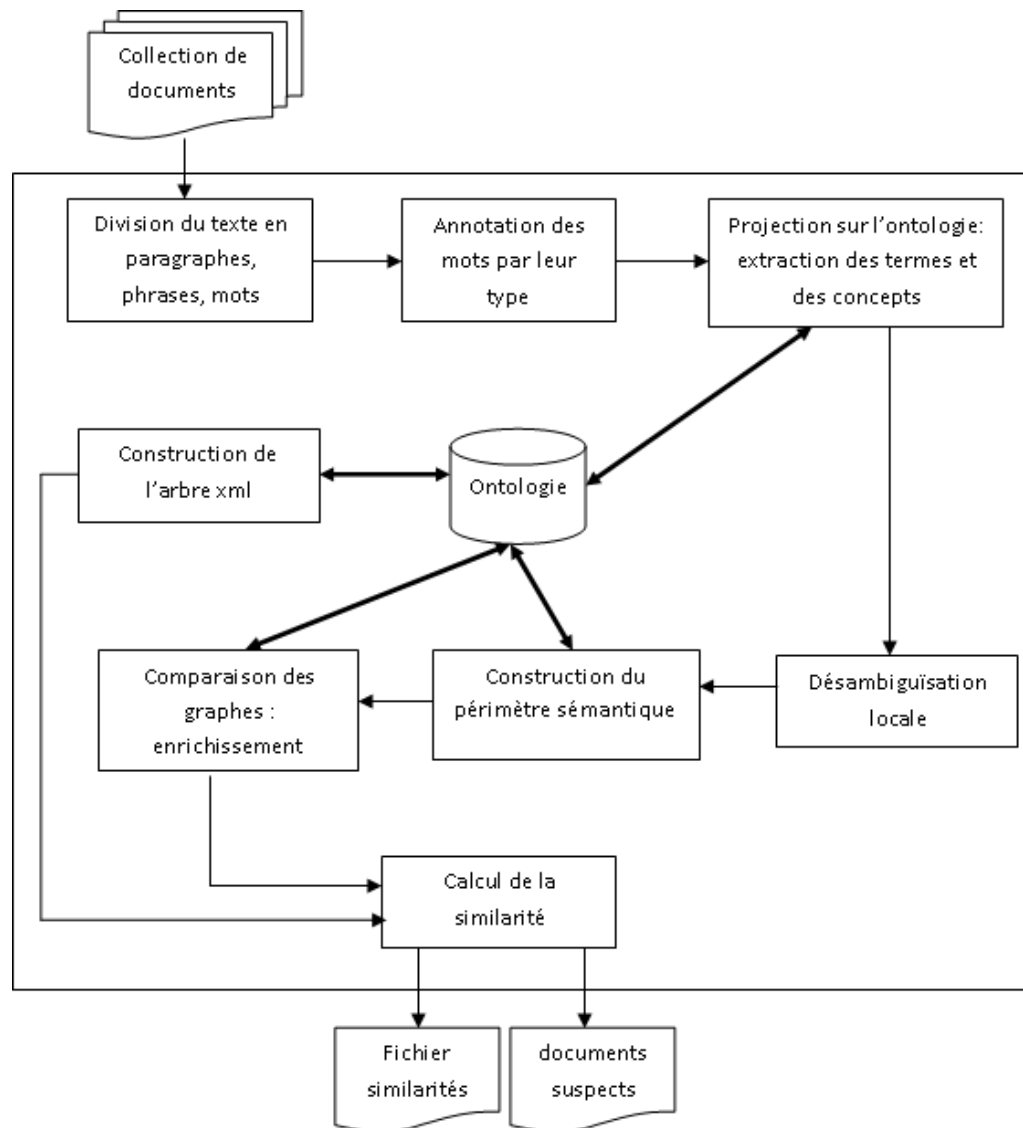 Collection de
documents
Division du texte en
paragraphes,
phrases, mots
Annotation des
mots par leur
type
Projection sur l'ontologie:
extraction des termes et
des concepts
Construction de
l'arbre xml
Ontologie
Comparaison des
graphes :
enrichissement
Construction du
périmètre sémantique
Désambiguïsation
locale
Calcul de la
similarité
Fichier
similarités
documents
suspects